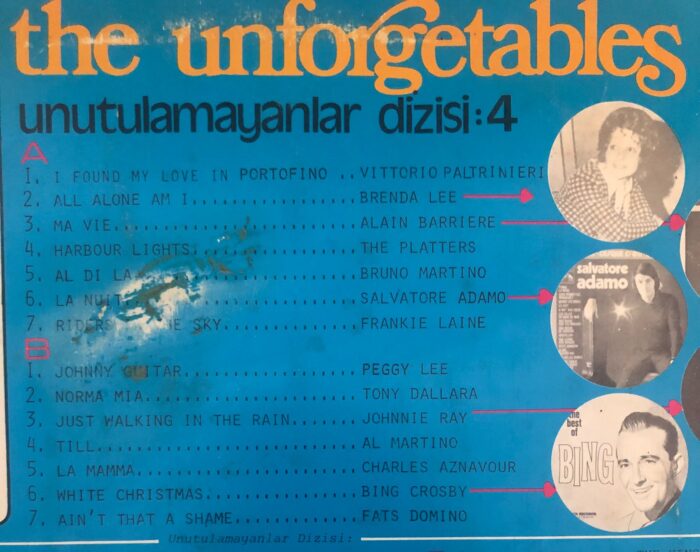 the unforgetables
unutulamayanlar dizisi:4
A
1. I FOUND MY LOVE IN PORTOFINO .. VITTORIO PALTRINIERI
2. ALL ALONE AM I................. BRENDA LEE
3. MA VIE......................... ALAIN BARRIERE
4. HARBOUR LIGHTS................. THE PLATTERS
5. AL DI LA....................... BRUNO MARTINO
6. LA NUIT........................ SALVATORE ADAMO
7. RIDERS THE SKY............ FRANKIE LAINE
B
1. JOHNNY GUITAR.................. PEGGY LEE
2. NORMA MIA...................... TONY DALLARA
3. JUST WALKING IN THE RAIN....... JOHNNIE RAY
4. TILL........................... AL MARTINO
5. LA MAMMA....................... CHARLES AZNAVOUR
6. WHITE CHRISTMAS................ BING CROSBY
7. AIN'T THAT A SHAME............. FATS DOMINO
salvatore
adamo
the
best
of
BING
Unutulamayanlar Dizisi: